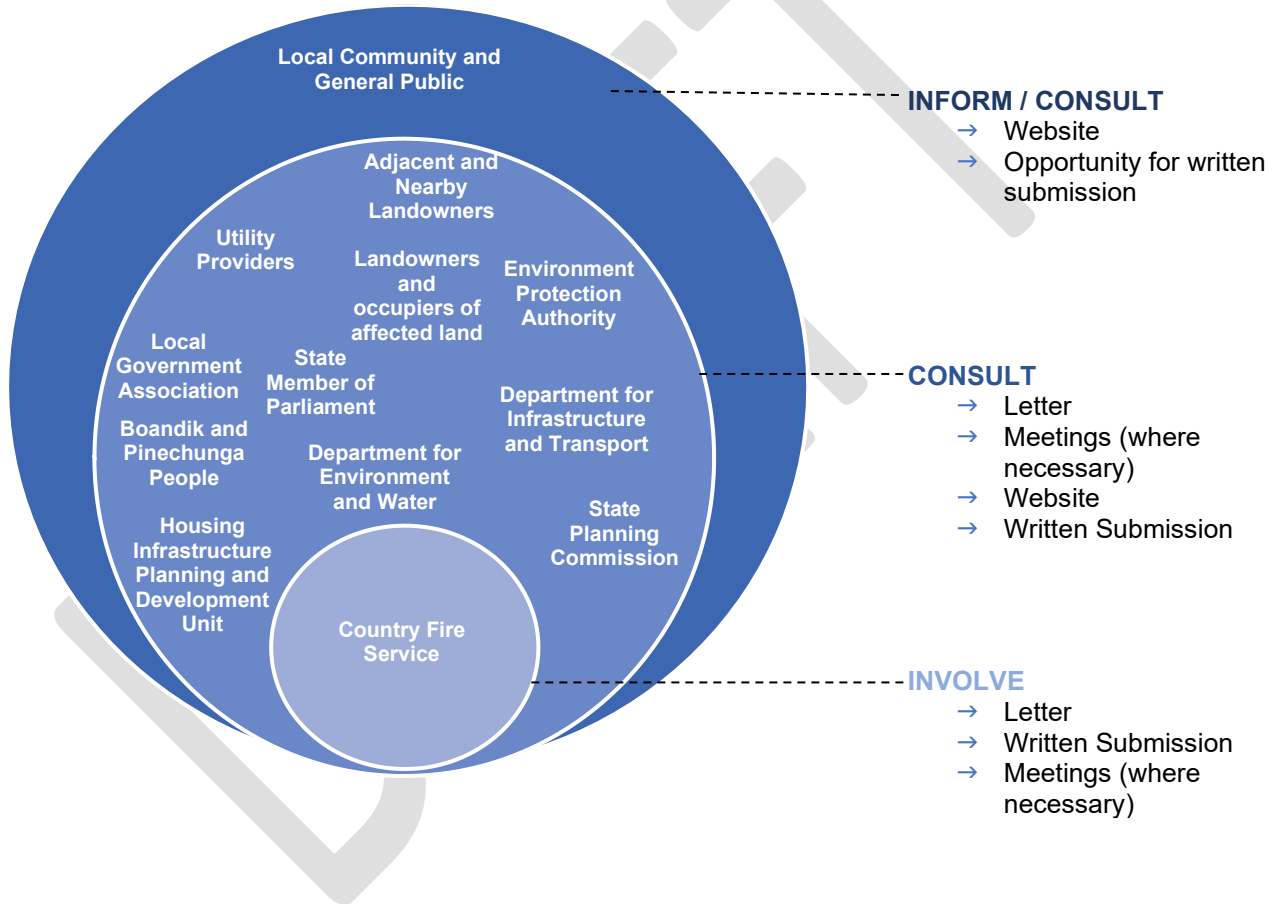 Local Community and
General Public
Adjacent and
Nearby
Landowners
Utility
Providers
Landowners
and
occupiers of
affected land
Environment
Protection
Authority
Local
Government
Association
State
Member of
Parliament
Department for
Infrastructure
and Transport
Boandik and
Pinechunga
People
Department for
Environment
and Water
State
Planning
Commission
Housing
Infrastructure
Planning and
Development
Unit
Country Fire
Service
INFORM / CONSULT
→ Website
→ Opportunity for written
submission
CONSULT
→ Letter
→ Meetings (where
necessary)
→ Website
→ Written Submission
INVOLVE
→ Letter
→ Written Submission
→ Meetings (where
necessary)